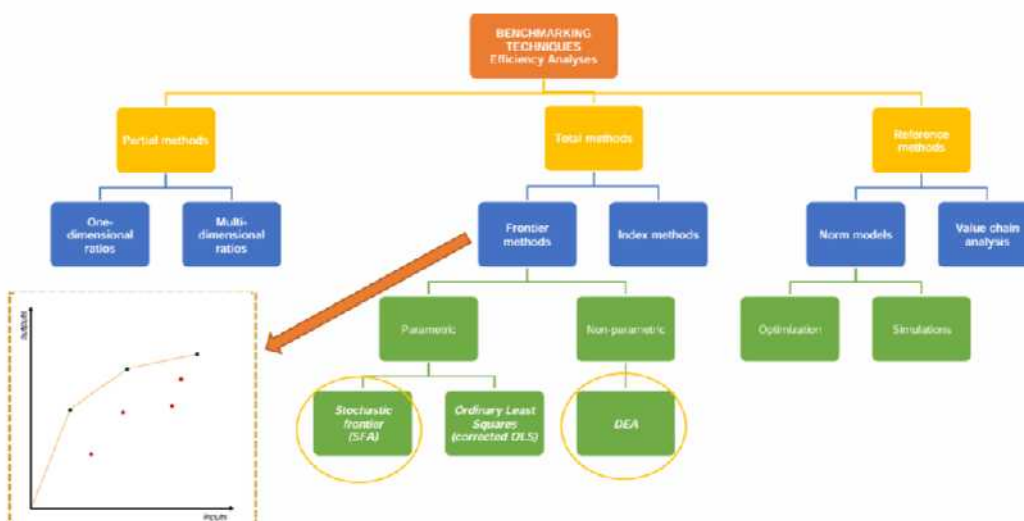 BENCHMARKING
TECHNIQUES
Efficiency Analyses
Partial methods
Total methods
Reference
methods
One-
dimensional
ratios
Multi-
dimensional
ratios
Frontier
methods
Index methods
Norm models
Value chain
analysis
Parametric
Non-parametric
Optimization
Simulations
Stochastic
frontier
(SFA)
Ordinary Least
Squares
(corrected OLS)
DEA
outputs
inputs